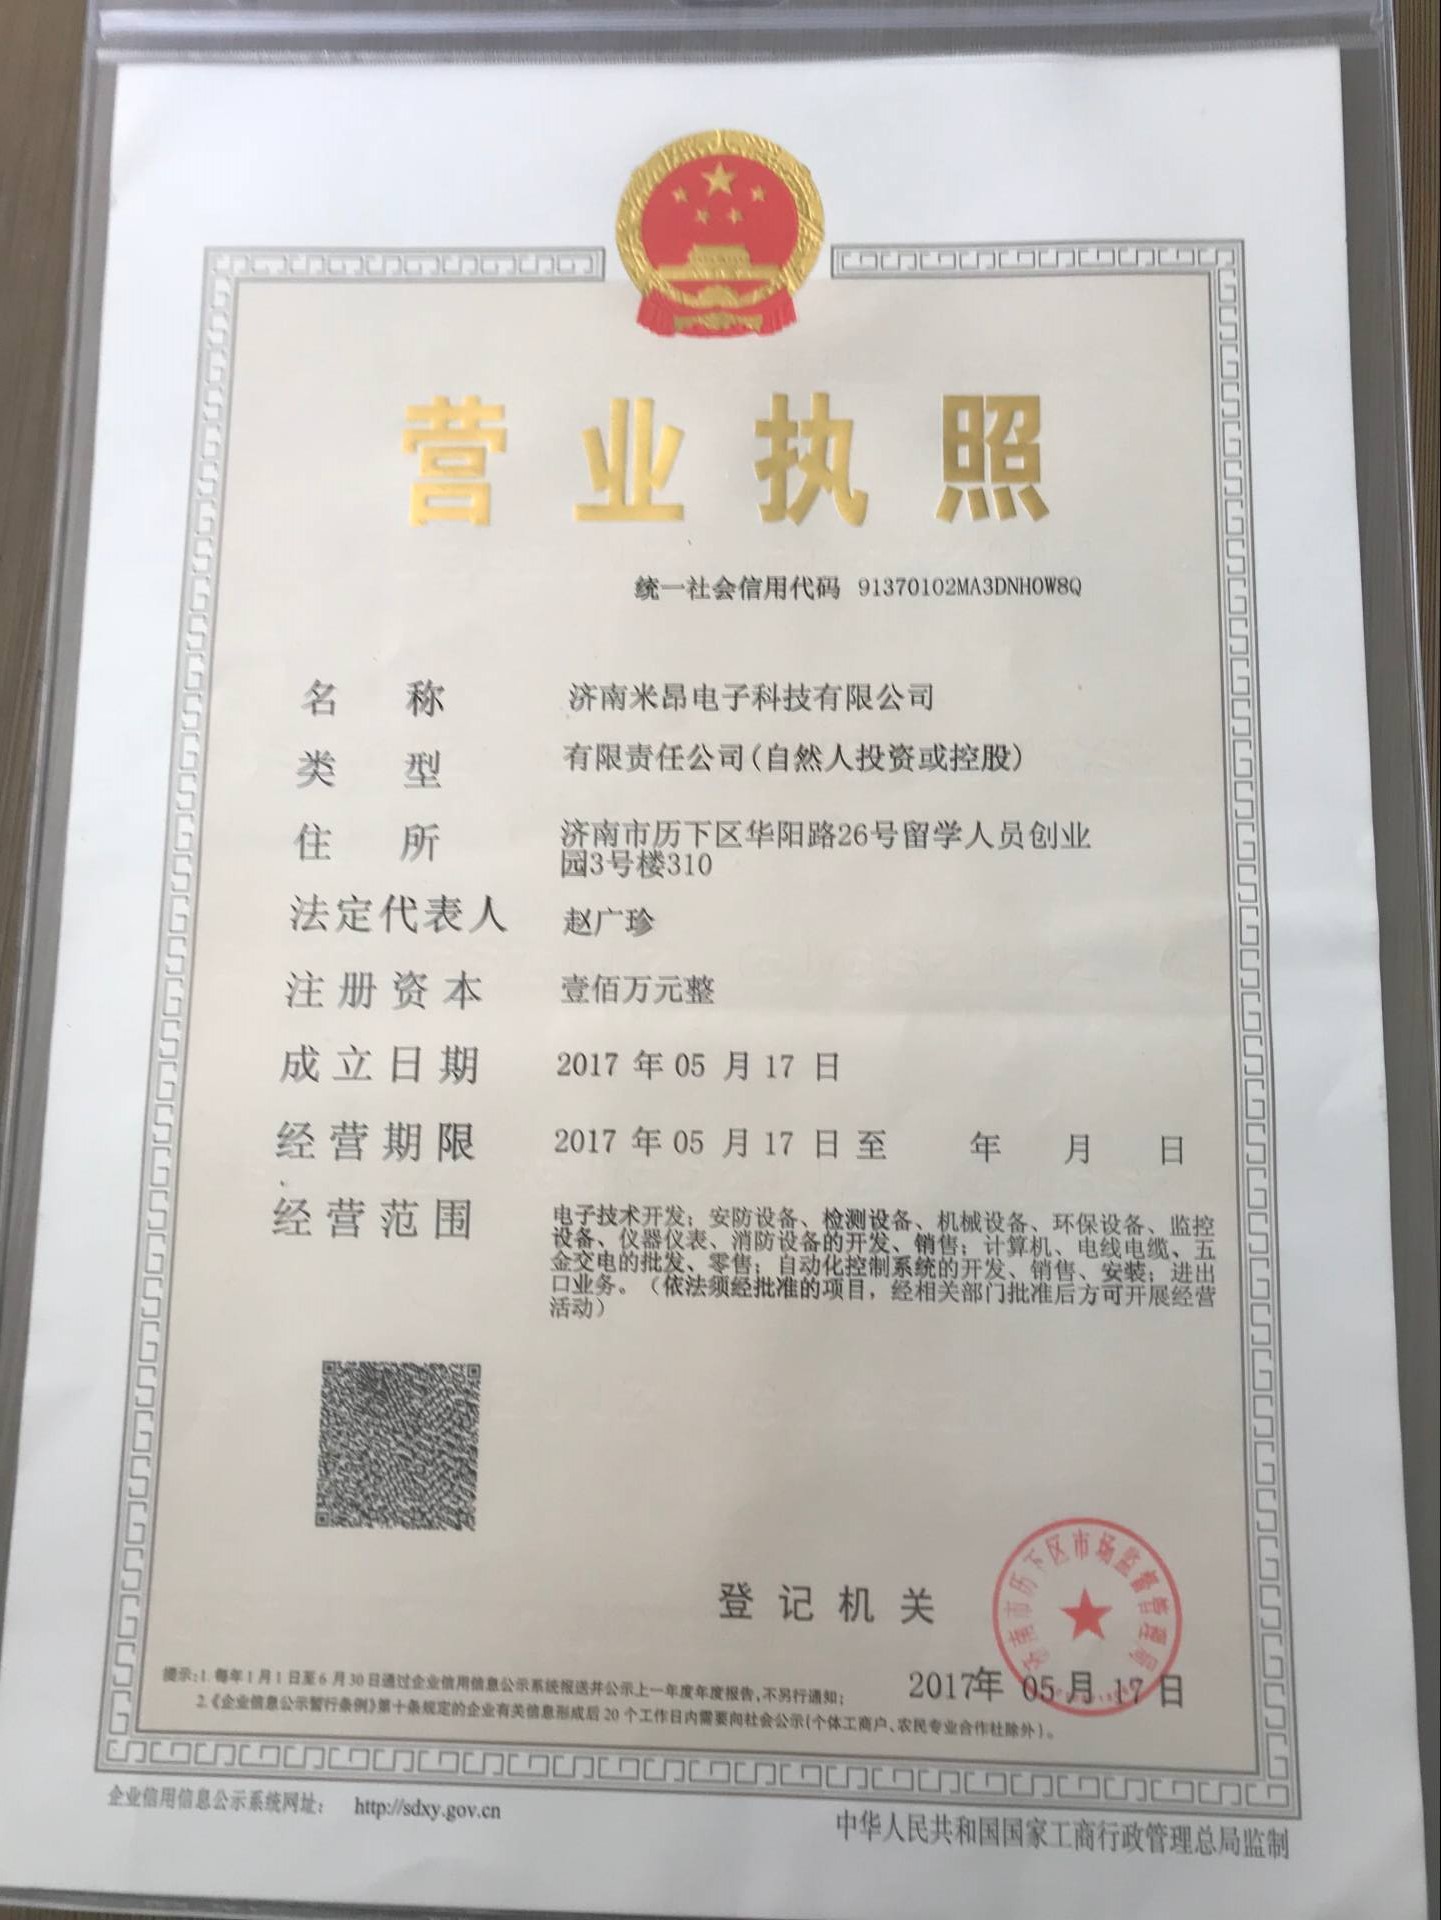 营业执照
统一社会信用代码 91370102MA3DNH0W8Q
名称 济南米昂电子科技有限公司
类型 有限责任公司(自然人投资或控股)
住所 济南市历下区华阳路26号留学人员创业
园3号楼310
法定代表人 赵广珍
注册资本 壹佰万元整
成立日期 2017 年 05 月 17 日
经营期限 2017 年 05 月 17 日 至 年 月 日
经营范围 电子技术开发；安防设备、检测设备、机械设备、环保设备、监控
设备、仪器仪表、消防设备的开发、销售；计算机、电线电缆、五
金交电的批发、零售；自动化控制系统的开发、销售、安装；进出
口业务。（依法须经批准的项目，经相关部门批准后方可开展经营
活动）
济南市历下区市场监督管理局
登记机关
2017年 05 月 17 日
提示：1. 每年1月1日至6月30日通过企业信用信息公示系统报送并公示上一年度年度报告，不另行通知；
2.《企业信息公示暂行条例》第十条规定的企业有关信息形成后20个工作日内需要向社会公示（个体工商户、农民专业合作社除外）。
企业信用信息公示系统网址： http://sdxy.gov.cn
中华人民共和国国家工商行政管理总局监制